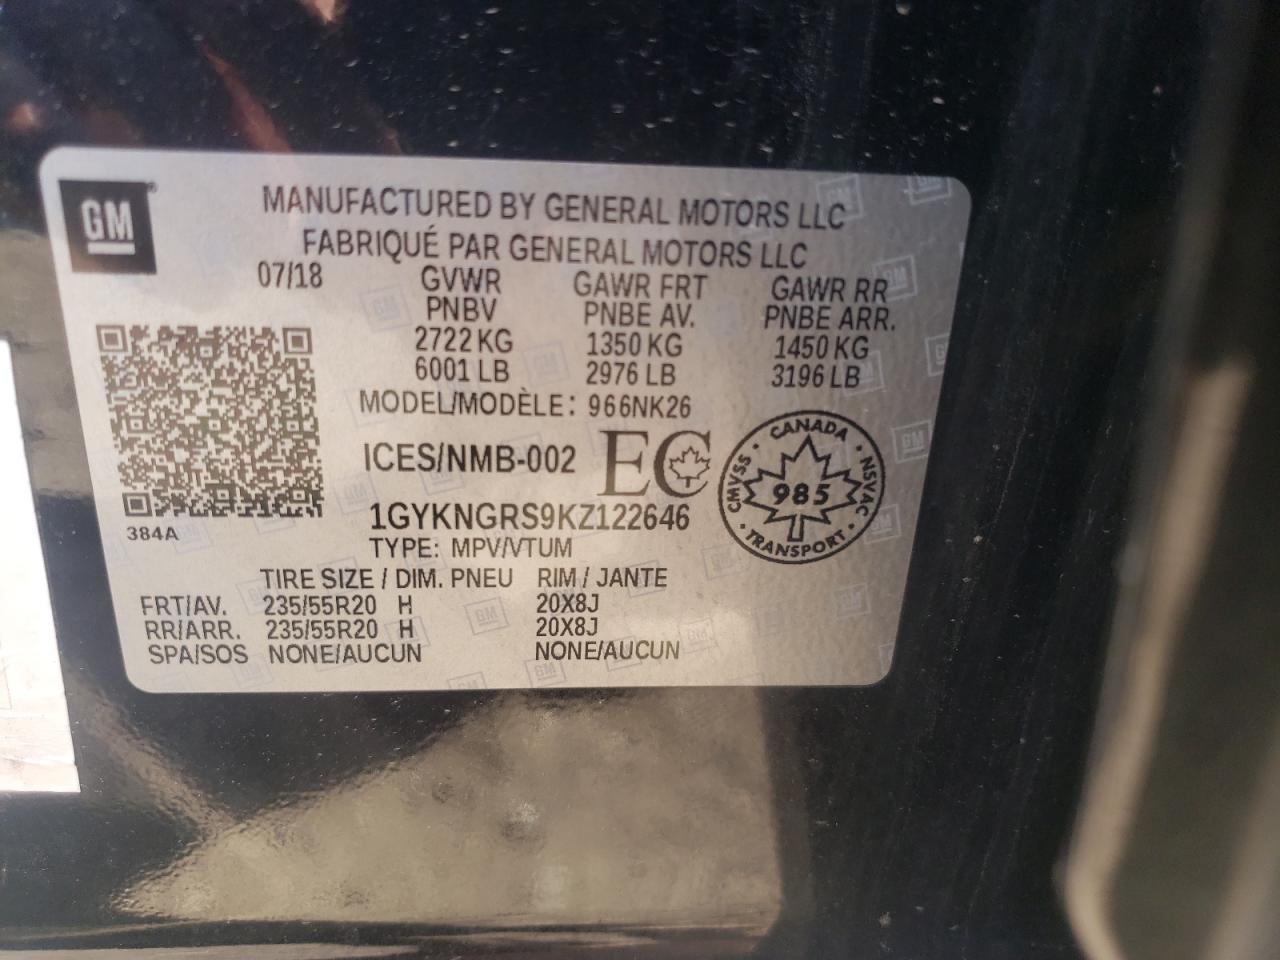 GM
MANUFACTURED BY GENERAL MOTORS LLC
FABRIQUÉ PAR GENERAL MOTORS LLC
07/18 GVWR GAWR FRT GAWR RR
PNBV PNBE AV. PNBE ARR.
2722 KG 1350 KG 1450 KG
6001 LB 2976 LB 3196 LB
MODEL/MODÈLE: 966NK26
ICES/NMB-002 EC
CANADA
CMVSS 985 NSVAC
TRANSPORT
1GYKNGRS9KZ122646
384A
TYPE: MPV/VTUM
TIRE SIZE / DIM. PNEU RIM / JANTE
FRT/AV. 235/55R20 H 20X8J
RR/ARR. 235/55R20 H 20X8J
SPA/SOS NONE/AUCUN NONE/AUCUN